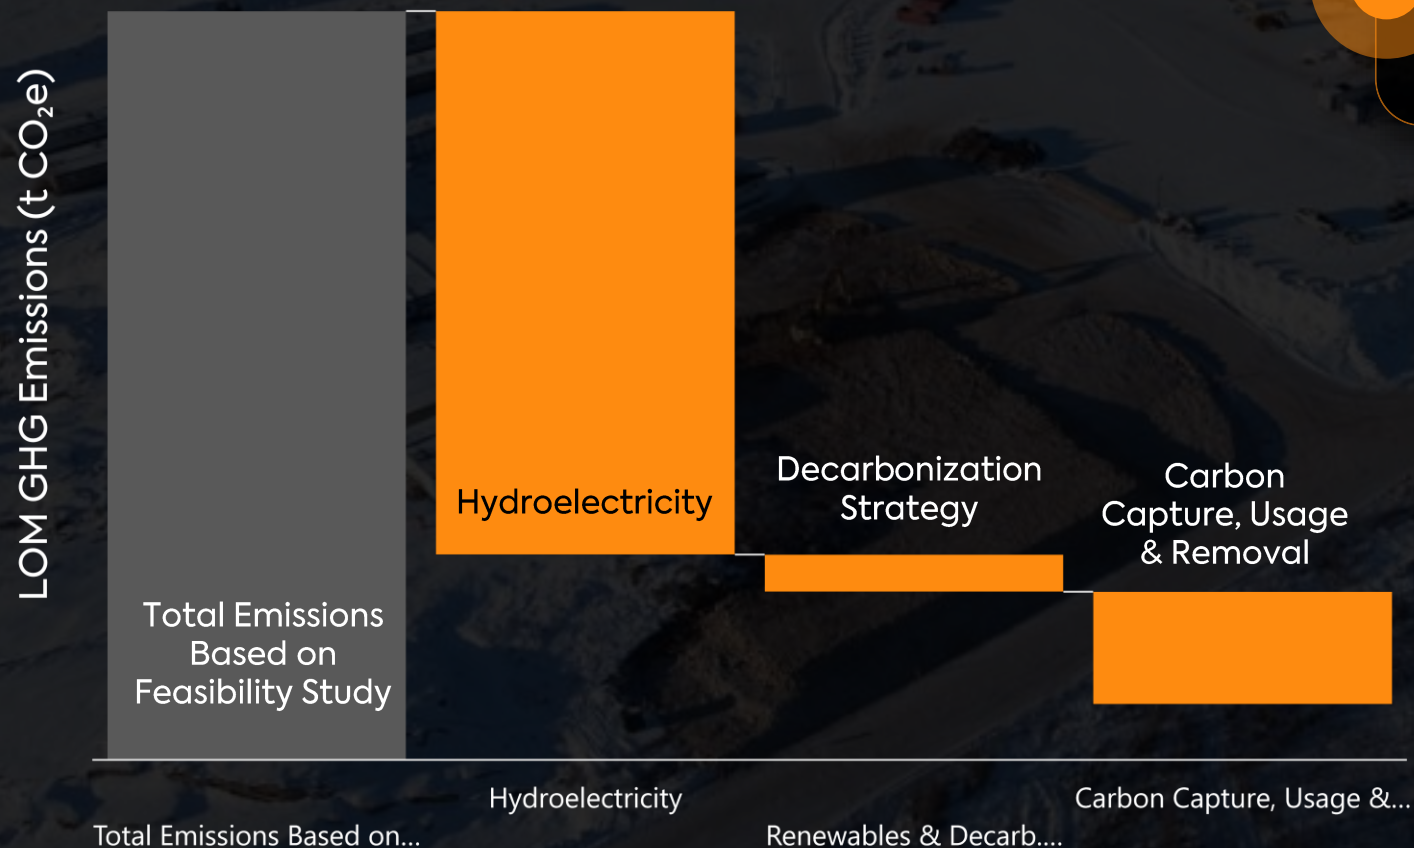 LOM GHG Emissions (t CO₂e)
Total Emissions
Based on
Feasibility Study
Hydroelectricity
Decarbonization
Strategy
Carbon
Capture, Usage
& Removal
Total Emissions Based on...
Hydroelectricity
Renewables & Decarb....
Carbon Capture, Usage &...